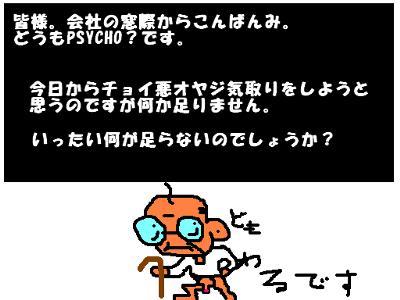 皆様。会社の窓際からこんばんみ。
どうもPSYCHO？です。
今日からチョイ悪オヤジ気取りをしようと
思うのですが何か足りません。
いったい何が足らないのでしょうか？
ども
わるです